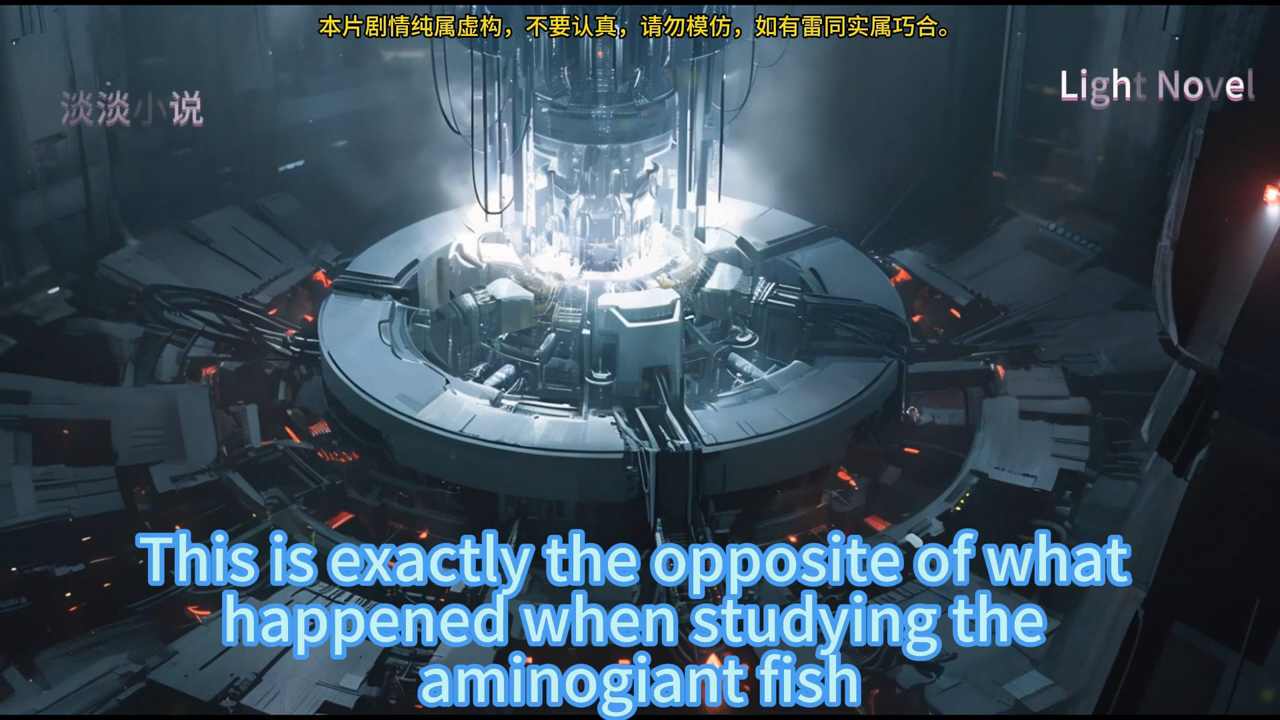 本片剧情纯属虚构，不要认真，请勿模仿，如有雷同实属巧合。
淡淡小说
Light Novel
This is exactly the opposite of what
happened when studying the
aminogiant fish